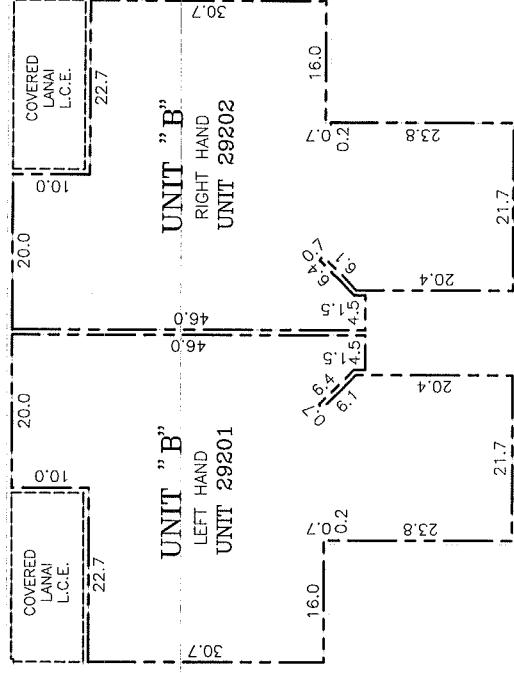 COVERED
LANAI
L.C.E.
20.0
20.0
COVERED
LANAI
L.C.E.
10.0
10.0
22.7
22.7
UNIT "B"
LEFT HAND
UNIT 29201
UNIT "B"
RIGHT HAND
UNIT 29202
30.7
46.0
46.0
30.7
16.0
0.7
0.2
0.7
6.4
6.1
1.5
4.5
1.5
4.5
6.4
0.7
6.1
0.7
0.2
16.0
23.8
20.4
20.4
23.8
21.7
21.7